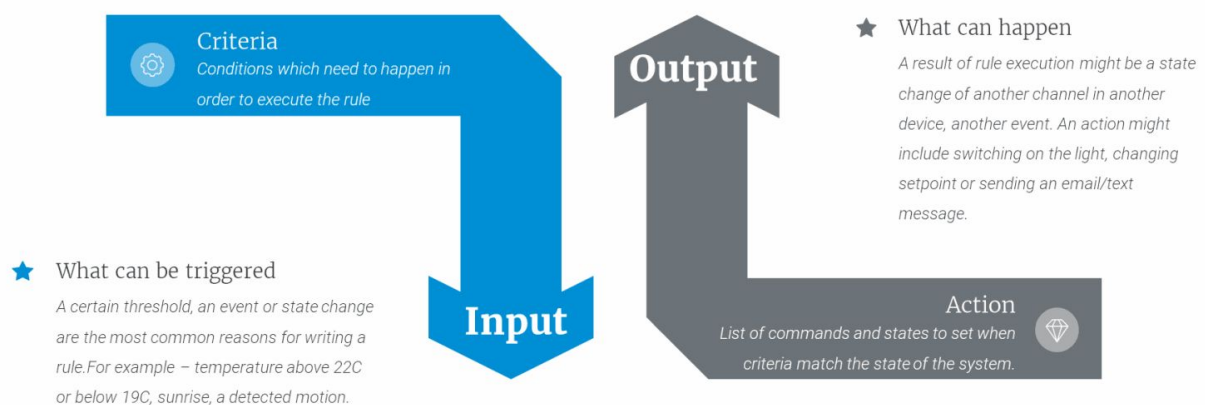 Criteria
Conditions which need to happen in
order to execute the rule
Input
What can be triggered
A certain threshold, an event or state change
are the most common reasons for writing a
rule.For example – temperature above 22C
or below 19C, sunrise, a detected motion.
Output
What can happen
A result of rule execution might be a state
change of another channel in another
device, another event. An action might
include switching on the light, changing
setpoint or sending an email/text
message.
Action
List of commands and states to set when
criteria match the state of the system.